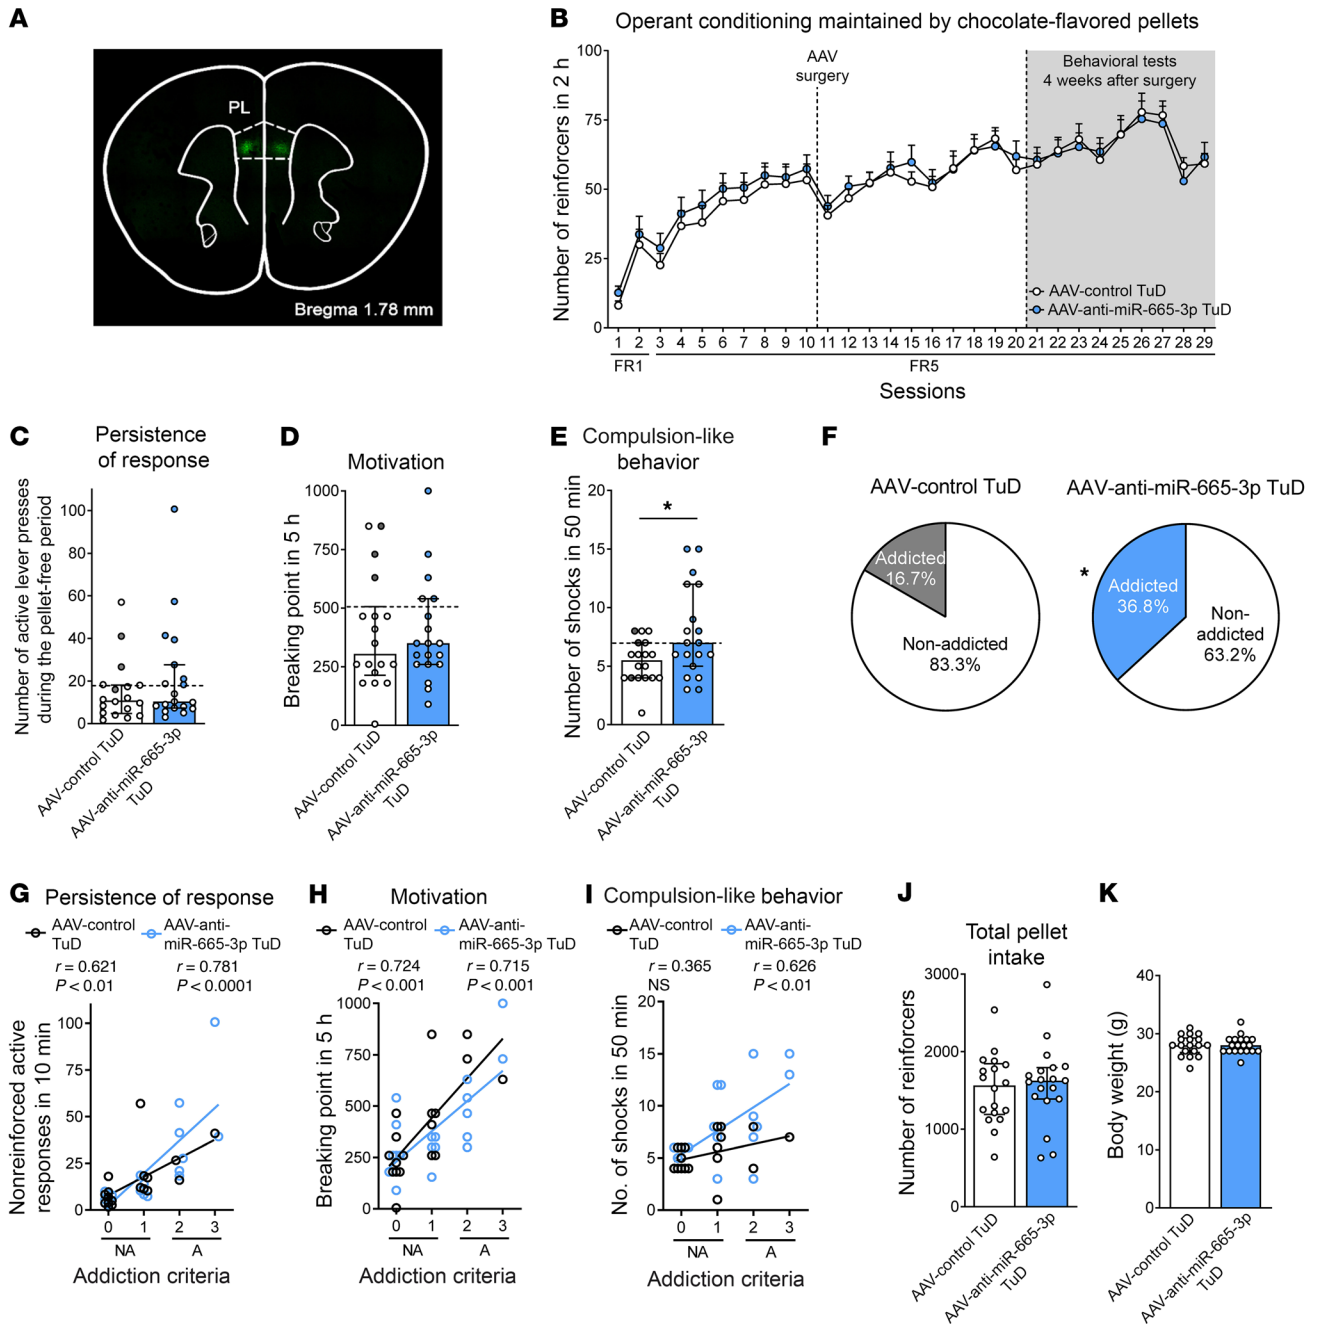 A
PL
Bregma 1.78 mm
B
Operant conditioning maintained by chocolate-flavored pellets
Number of reinforcers in 2 h
100
75
50
25
0
AAV
surgery
Behavioral tests
4 weeks after surgery
AAV-control TuD
AAV-anti-miR-665-3p TuD
1 2 3 4 5 6 7 8 9 10 11 12 13 14 15 16 17 18 19 20 21 22 23 24 25 26 27 28 29
FR1
FR5
Sessions
C
Persistence
of response
Number of active lever presses
during the pellet-free period
100
80
60
40
20
0
AAV-control TuD
AAV-anti-miR-665-3p
TuD
D
Motivation
Breaking point in 5 h
1000
750
500
250
0
AAV-control TuD
AAV-anti-miR-665-3p
TuD
E
Compulsion-like
behavior
Number of shocks in 50 min
20
15
10
5
0
*
AAV-control TuD
AAV-anti-miR-665-3p
TuD
F
AAV-control TuD
Addicted
16.7%
Non-addicted
83.3%
AAV-anti-miR-665-3p TuD
*
Addicted
36.8%
Non-
addicted
63.2%
G
Persistence of response
AAV-control
TuD
AAV-anti-
miR-665-3p TuD
r = 0.621
P < 0.01
r = 0.781
P < 0.0001
Nonreinforced active
responses in 10 min
100
75
50
25
0
0 1 2 3
NA
A
Addiction criteria
H
Motivation
AAV-control
TuD
AAV-anti-
miR-665-3p TuD
r = 0.724
P < 0.001
r = 0.715
P < 0.001
Breaking point in 5 h
1000
750
500
250
0
0 1 2 3
NA
A
Addiction criteria
I
Compulsion-like behavior
AAV-control
TuD
AAV-anti-
miR-665-3p TuD
r = 0.365
NS
r = 0.626
P < 0.01
No. of shocks in 50 min
20
15
10
5
0
0 1 2 3
NA
A
Addiction criteria
J
Total pellet
intake
Number of reinforcers
3000
2000
1000
0
AAV-control TuD
AAV-anti-miR-665-3p
TuD
K
Body weight (g)
40
30
20
10
0
AAV-control TuD
AAV-anti-miR-665-3p
TuD